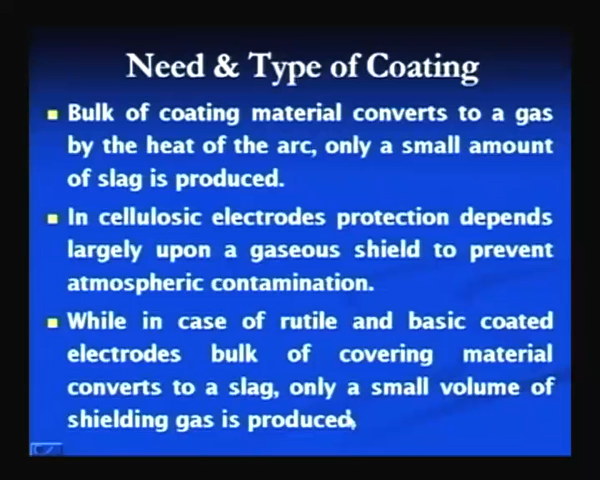 Need & Type of Coating
Bulk of coating material converts to a gas
by the heat of the arc, only a small amount
of slag is produced.
In cellulosic electrodes protection depends
largely upon a gaseous shield to prevent
atmospheric contamination.
While in case of rutile and basic coated
electrodes bulk of covering material
converts to a slag, only a small volume of
shielding gas is produced,